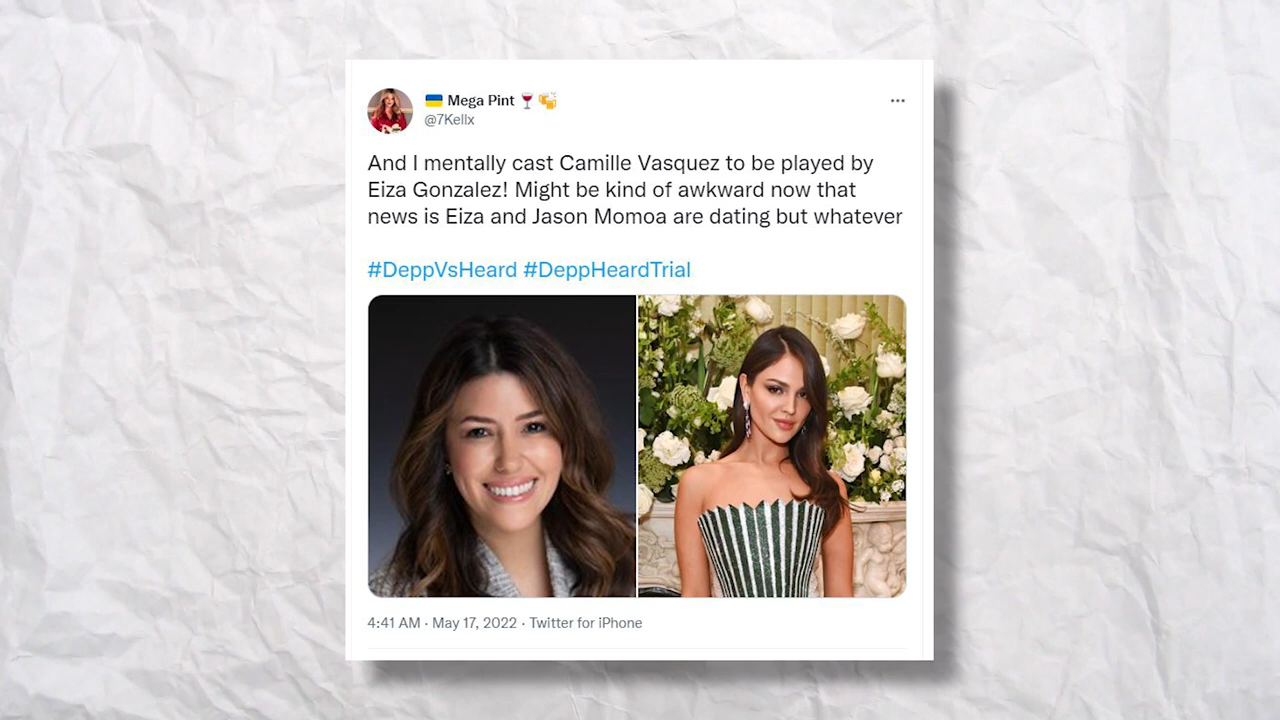 🇺🇦 Mega Pint 🍷 🍻
@7Kellx
And I mentally cast Camille Vasquez to be played by
Eiza Gonzalez! Might be kind of awkward now that
news is Eiza and Jason Momoa are dating but whatever
#DeppVsHeard #DeppHeardTrial
4:41 AM · May 17, 2022 · Twitter for iPhone